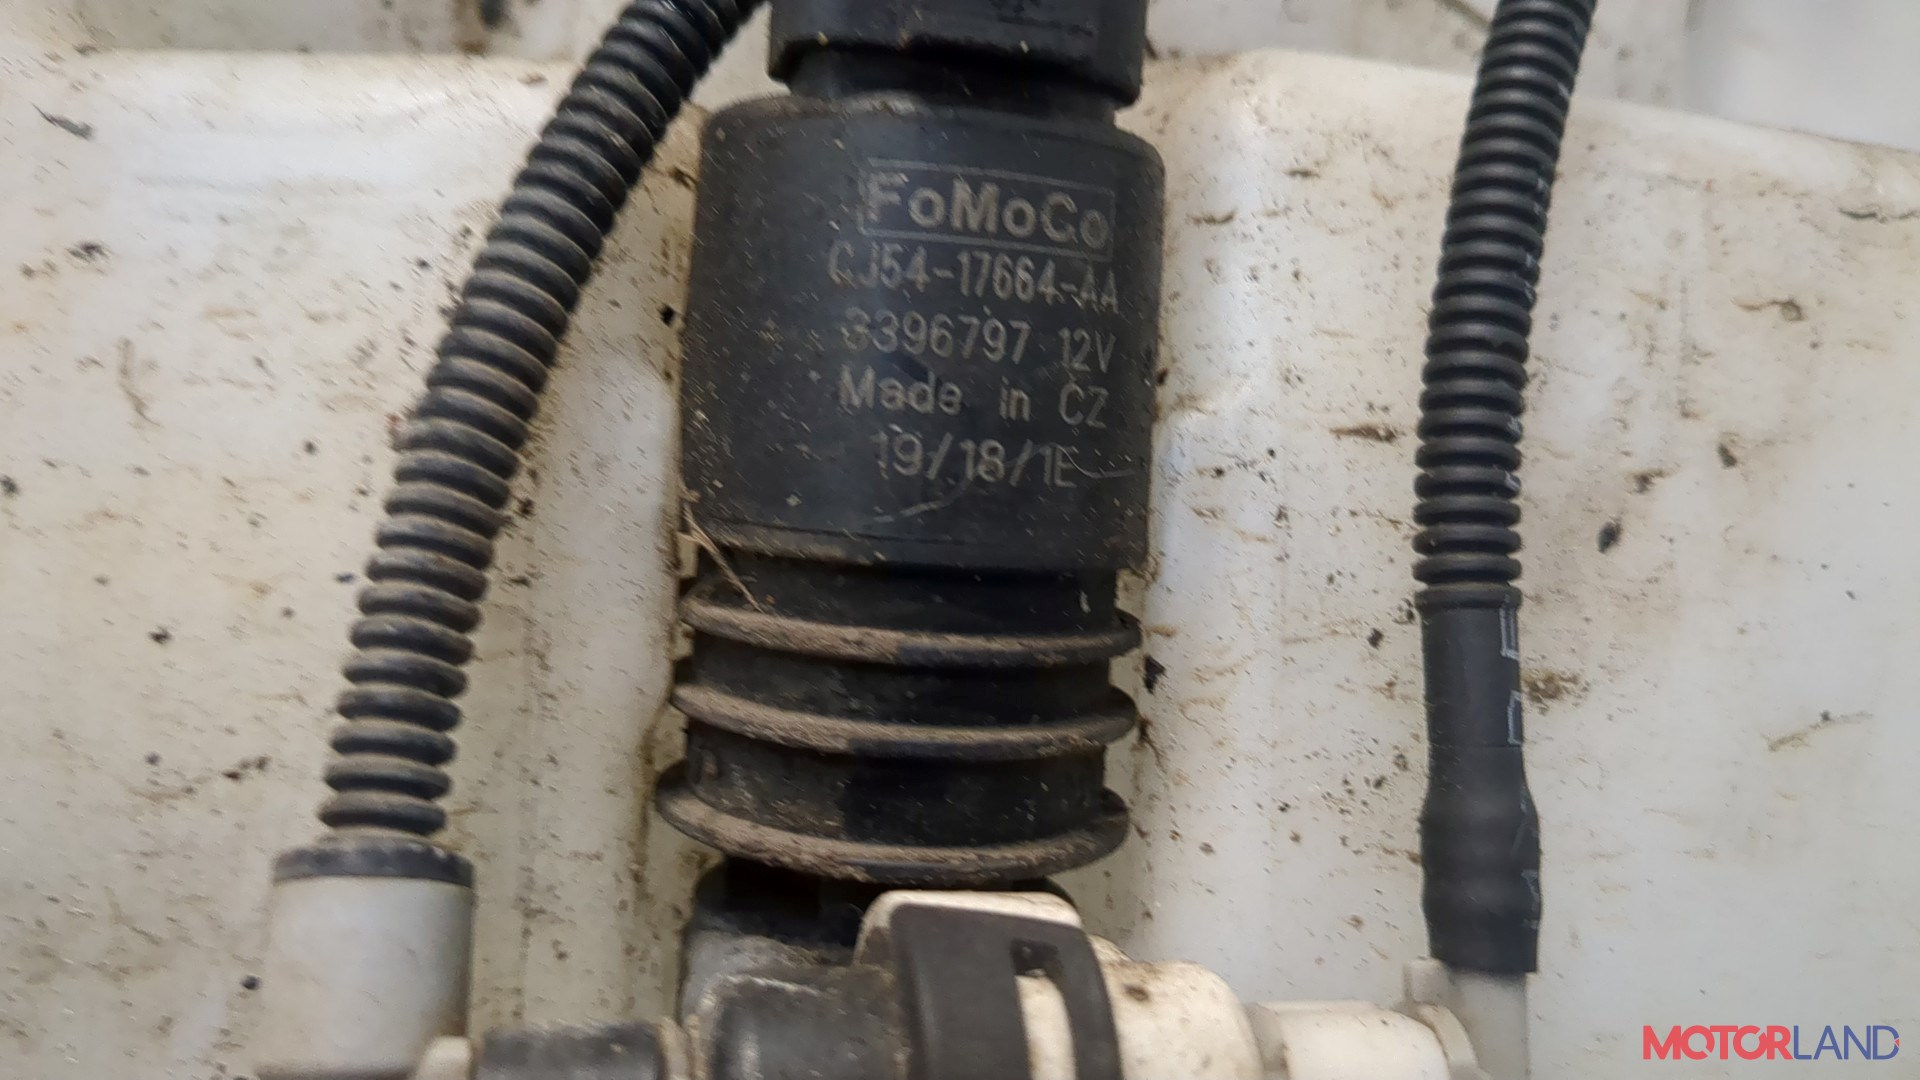 FoMoCo
CJ54-17664-AA
3396797 12V
Made in CZ
19/18/1E
MOTORLAND